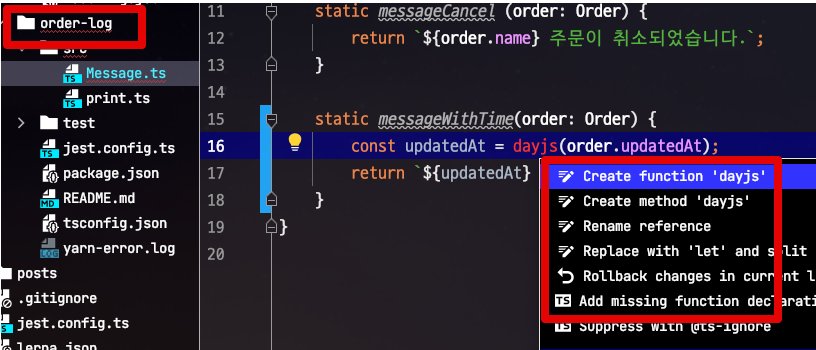 order-log
src
Message.ts
print.ts
test
jest.config.ts
package.json
README.md
tsconfig.json
yarn-error.log
posts
.gitignore
jest.config.ts
lerna.json
11 static messageCancel (order: Order) {
12 return `${order.name} 주문이 취소되었습니다.`;
13 }
14
15 static messageWithTime(order: Order) {
16 const updatedAt = dayjs(order.updatedAt);
17 return `${updatedAt}
18 }
19 }
20
Create function 'dayjs'
Create method 'dayjs'
Rename reference
Replace with 'let' and split
Rollback changes in current l
Add missing function declarati
Suppress with @ts-ignore